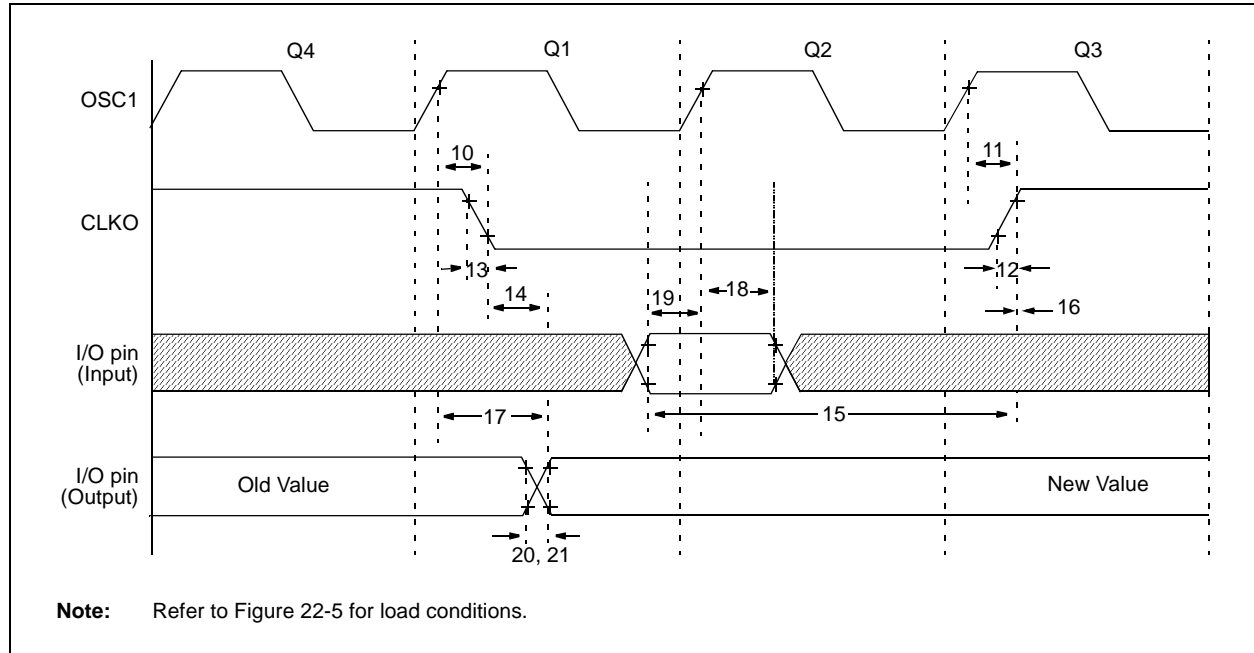 Q4
Q1
Q2
Q3
OSC1
10
11
CLKO
13
12
14
19
18
16
I/O pin
(Input)
17
15
I/O pin
(Output)
Old Value
New Value
20, 21
Note: Refer to Figure 22-5 for load conditions.